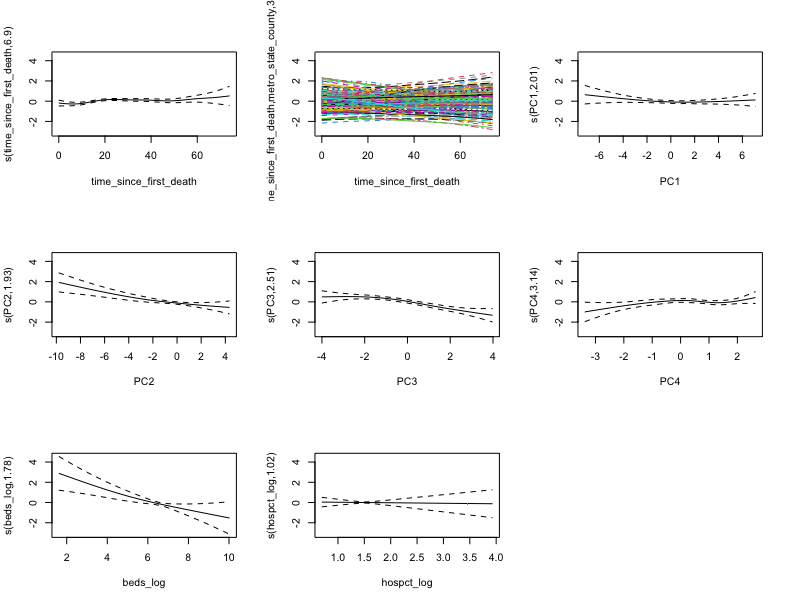 s(time_since_first_death,6.9)
4
2
0
-2
0 20 40 60
time_since_first_death
ne_since_first_death,metro_state_county,3
4
2
0
-2
0 20 40 60
time_since_first_death
s(PC1,2.01)
4
2
0
-2
-6 -4 -2 0 2 4 6
PC1
s(PC2,1.93)
4
2
0
-2
-10 -8 -6 -4 -2 0 2 4
PC2
s(PC3,2.51)
4
2
0
-2
-4 -2 0 2 4
PC3
s(PC4,3.14)
4
2
0
-2
-3 -2 -1 0 1 2
PC4
s(beds_log,1.78)
4
2
0
-2
2 4 6 8 10
beds_log
s(hospct_log,1.02)
4
2
0
-2
1.0 1.5 2.0 2.5 3.0 3.5 4.0
hospct_log